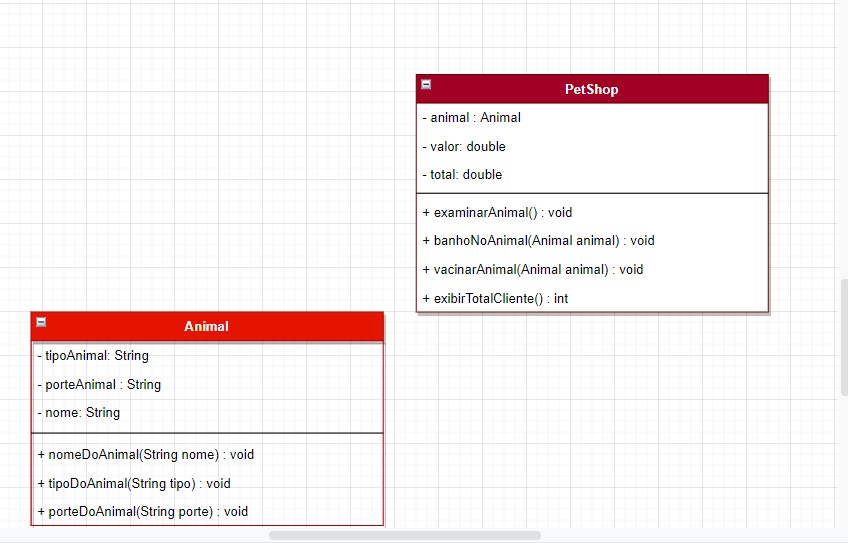 PetShop
- animal : Animal
- valor: double
- total: double
+ examinarAnimal() : void
+ banhoNoAnimal(Animal animal) : void
+ vacinarAnimal(Animal animal) : void
+ exibirTotalCliente() : int
Animal
- tipoAnimal: String
- porteAnimal : String
- nome: String
+ nomeDoAnimal(String nome) : void
+ tipoDoAnimal(String tipo) : void
+ porteDoAnimal(String porte) : void